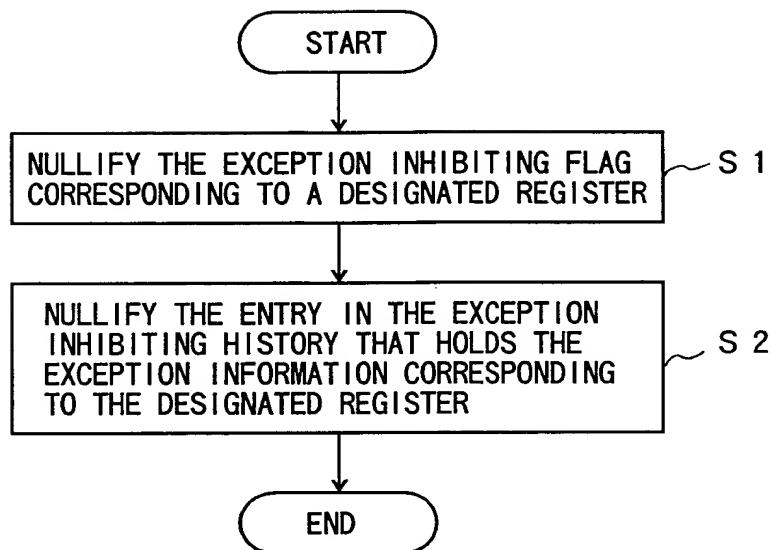 START
NULLIFY THE EXCEPTION INHIBITING FLAG
CORRESPONDING TO A DESIGNATED REGISTER
S 1
NULLIFY THE ENTRY IN THE EXCEPTION
INHIBITING HISTORY THAT HOLDS THE
EXCEPTION INFORMATION CORRESPONDING
TO THE DESIGNATED REGISTER
S 2
END